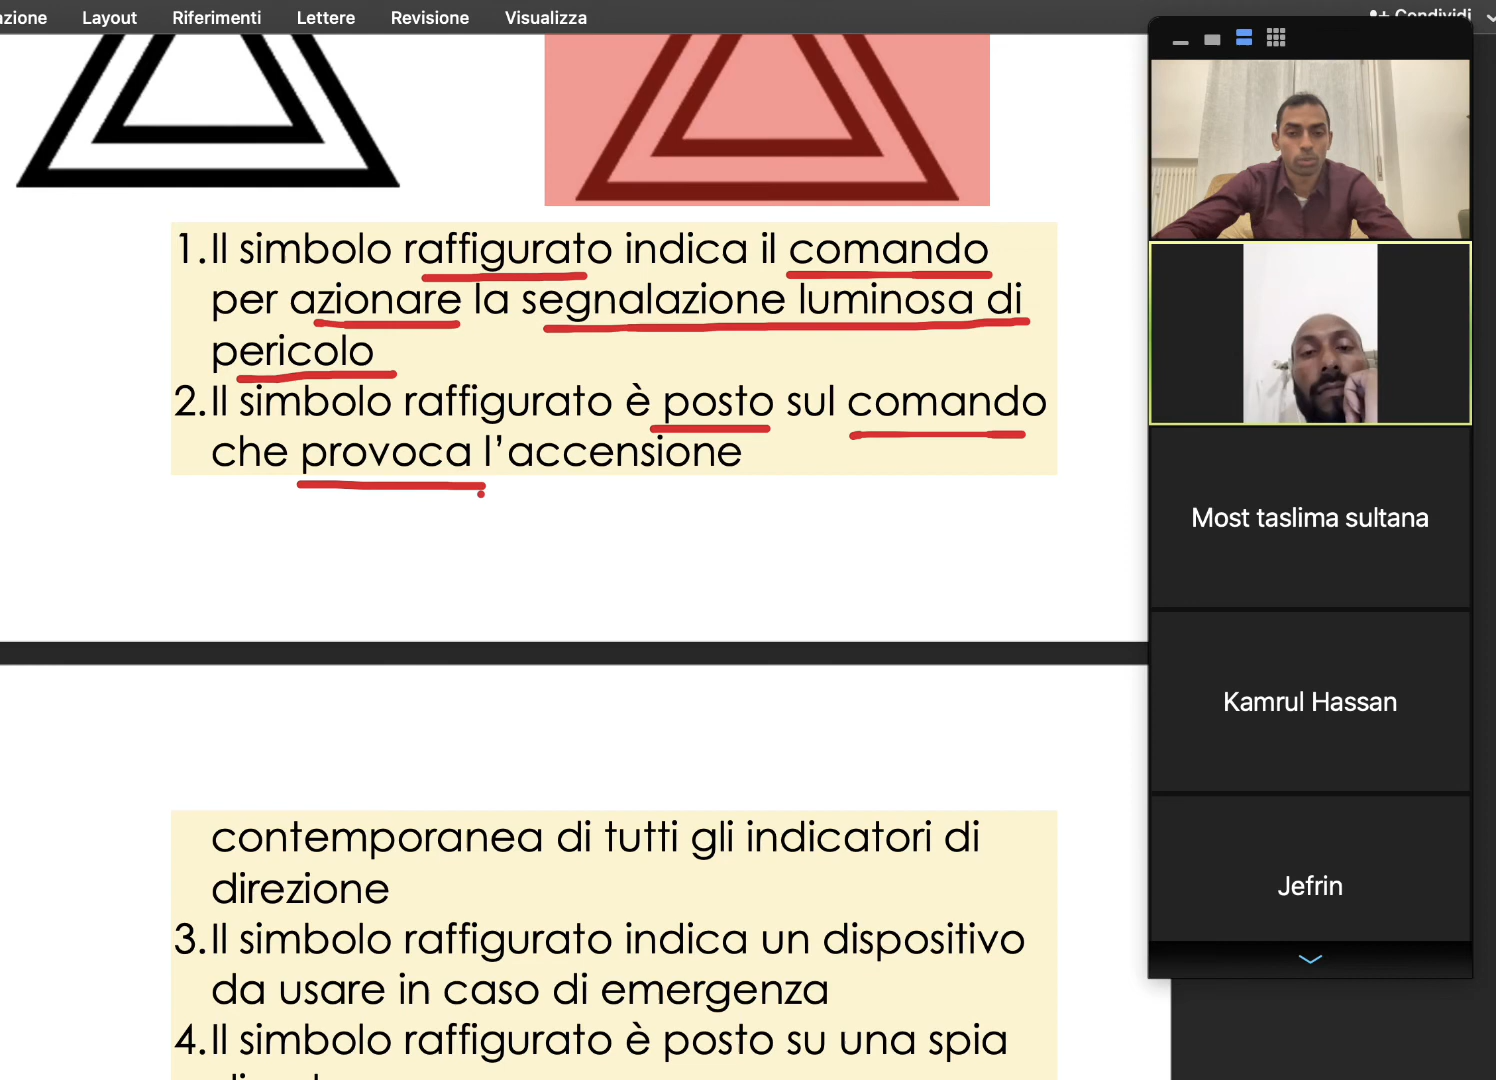 Layout
Riferimenti
Lettere
Revisione
Visualizza
1. Il simbolo raffigurato indica il comando
per azionare la segnalazione luminosa di
pericolo
2. Il simbolo raffigurato è posto sul comando
che provoca l’accensione
contemporanea di tutti gli indicatori di
direzione
3. Il simbolo raffigurato indica un dispositivo
da usare in caso di emergenza
4. Il simbolo raffigurato è posto su una spia
Condividi
Most taslima sultana
Kamrul Hassan
Jefrin